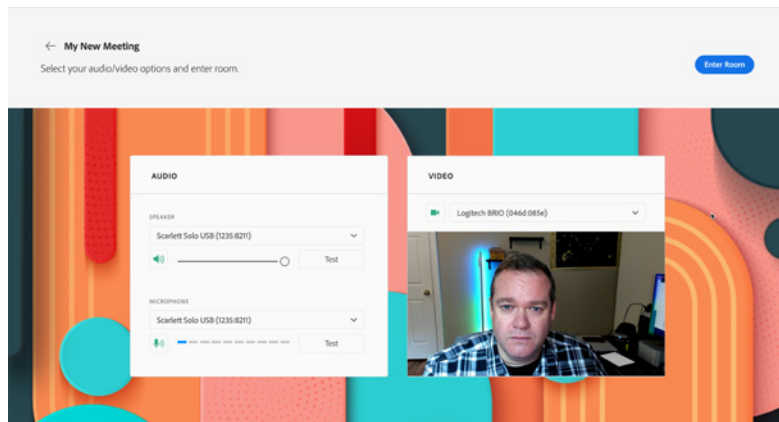 My New Meeting
Select your audio/video options and enter room.
Enter Room
AUDIO
SPEAKER
Scarlett Solo USB (1235:8211)
Test
MICROPHONE
Scarlett Solo USB (1235:8211)
Test
VIDEO
Logitech BRIO (046d:085e)